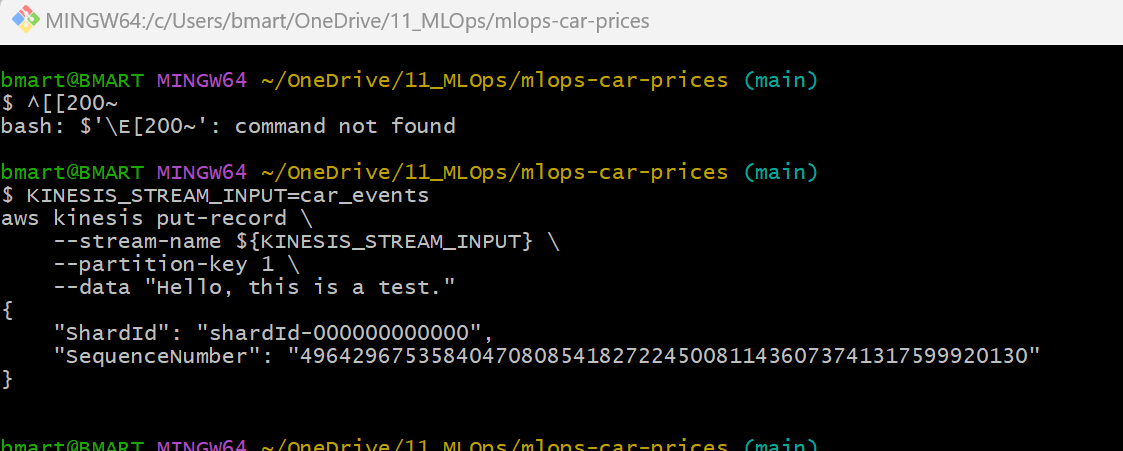 MINGW64:/c/Users/bmart/OneDrive/11_MLOps/mlops-car-prices
bmart@BMART MINGW64 ~/OneDrive/11_MLOps/mlops-car-prices (main)
$ ^[[200~
bash: $'\E[200~': command not found
bmart@BMART MINGW64 ~/OneDrive/11_MLOps/mlops-car-prices (main)
$ KINESIS_STREAM_INPUT=car_events
aws kinesis put-record \
    --stream-name ${KINESIS_STREAM_INPUT} \
    --partition-key 1 \
    --data "Hello, this is a test."
{
    "ShardId": "shardId-000000000000",
    "SequenceNumber": "49642967535840470808541827224500811436073741317599920130"
}
bmart@BMART MINGW64 ~/OneDrive/11_MLOps/mlops-car-prices (main)